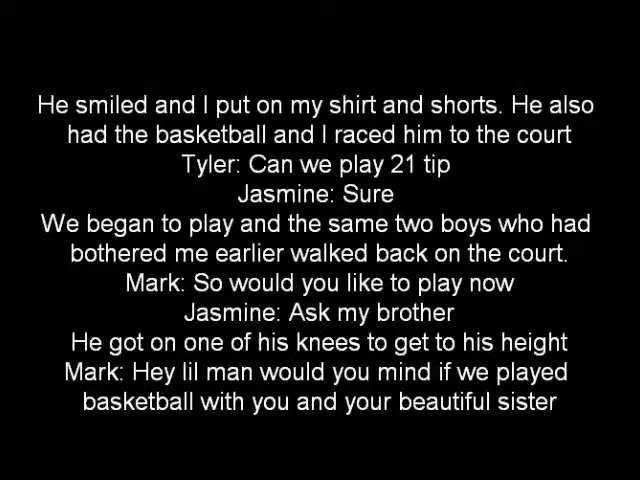 He smiled and I put on my shirt and shorts. He also
had the basketball and I raced him to the court
Tyler: Can we play 21 tip
Jasmine: Sure
We began to play and the same two boys who had
bothered me earlier walked back on the court.
Mark: So would you like to play now
Jasmine: Ask my brother
He got on one of his knees to get to his height
Mark: Hey lil man would you mind if we played
basketball with you and your beautiful sister